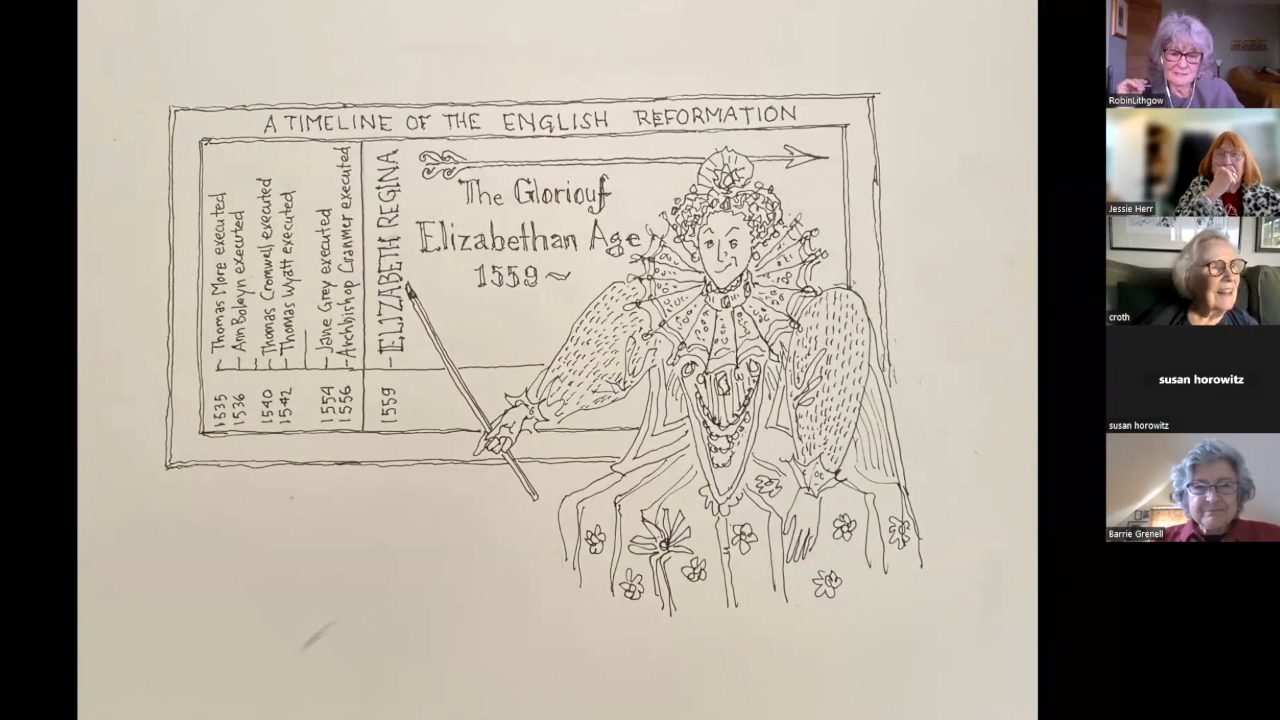 A TIMELINE OF THE ENGLISH REFORMATION
1535 – Thomas More executed
1536 – Ann Boleyn executed
1540 – Thomas Cromwell executed
1542 – Thomas Wyatt executed
1554 – Jane Grey executed
1556 – Archbishop Cranmer executed
1559 – ELIZABETH REGINA
The Gloriouſ
Elizabethan Age
1559 ~
RobinLithgow
Jessie Herr
croth
susan horowitz
susan horowitz
Barrie Grenell